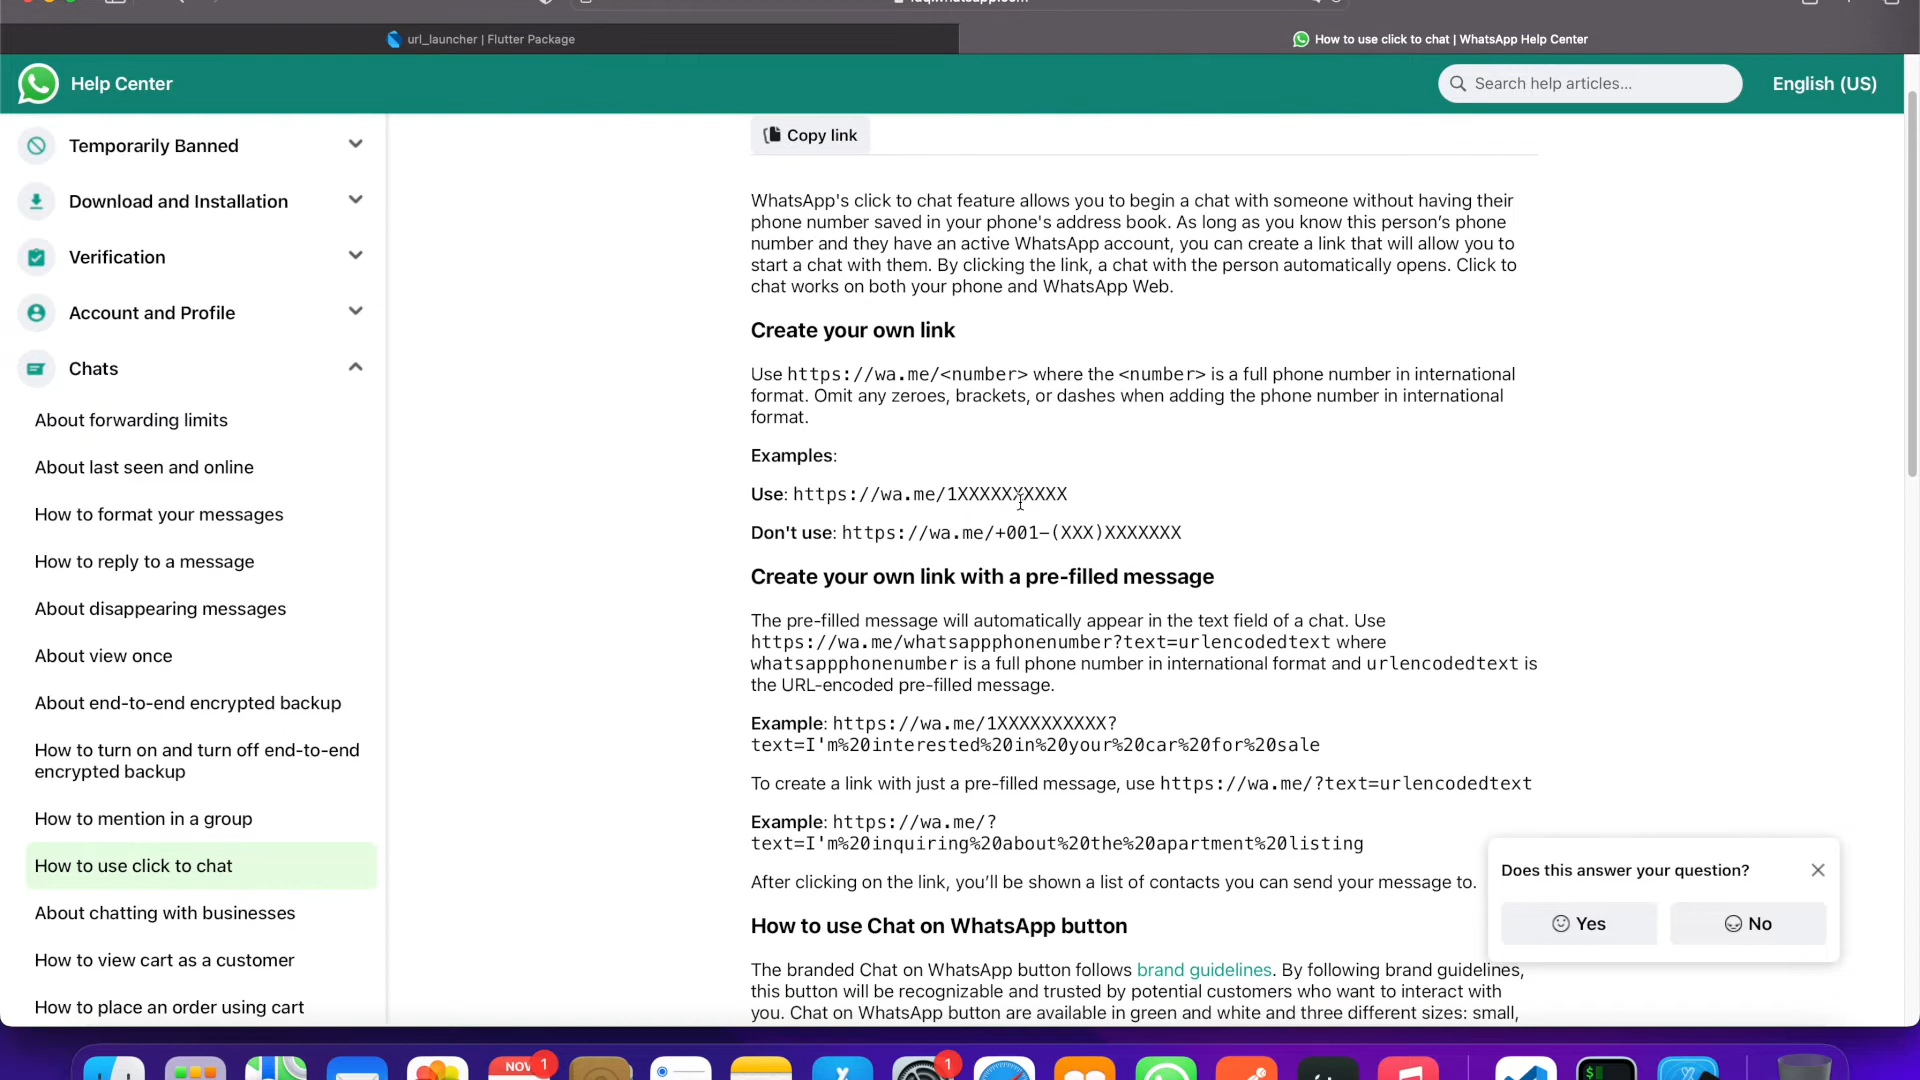 url_launcher | Flutter Package
How to use click to chat | WhatsApp Help Center
Help Center
Search help articles...
English (US)
Temporarily Banned
Download and Installation
Verification
Account and Profile
Chats
About forwarding limits
About last seen and online
How to format your messages
How to reply to a message
About disappearing messages
About view once
About end-to-end encrypted backup
How to turn on and turn off end-to-end
encrypted backup
How to mention in a group
How to use click to chat
About chatting with businesses
How to view cart as a customer
How to place an order using cart
Copy link
WhatsApp's click to chat feature allows you to begin a chat with someone without having their
phone number saved in your phone's address book. As long as you know this person's phone
number and they have an active WhatsApp account, you can create a link that will allow you to
start a chat with them. By clicking the link, a chat with the person automatically opens. Click to
chat works on both your phone and WhatsApp Web.
Create your own link
Use https://wa.me/<number> where the <number> is a full phone number in international
format. Omit any zeroes, brackets, or dashes when adding the phone number in international
format.
Examples:
Use: https://wa.me/1XXXXXXXXXX
Don't use: https://wa.me/+001-(XXX)XXXXXXX
Create your own link with a pre-filled message
The pre-filled message will automatically appear in the text field of a chat. Use
https://wa.me/whatsappphonenumber?text=urlencodedtext where
whatsappphonenumber is a full phone number in international format and urlencodedtext is
the URL-encoded pre-filled message.
Example: https://wa.me/1XXXXXXXXXX?
text=I'm%20interested%20in%20your%20car%20for%20sale
To create a link with just a pre-filled message, use https://wa.me/?text=urlencodedtext
Example: https://wa.me/?
text=I'm%20inquiring%20about%20the%20apartment%20listing
After clicking on the link, you'll be shown a list of contacts you can send your message to.
How to use Chat on WhatsApp button
The branded Chat on WhatsApp button follows brand guidelines. By following brand guidelines,
this button will be recognizable and trusted by potential customers who want to interact with
you. Chat on WhatsApp button are available in green and white and three different sizes: small,
Does this answer your question?
Yes
No
NOV
1
1
$